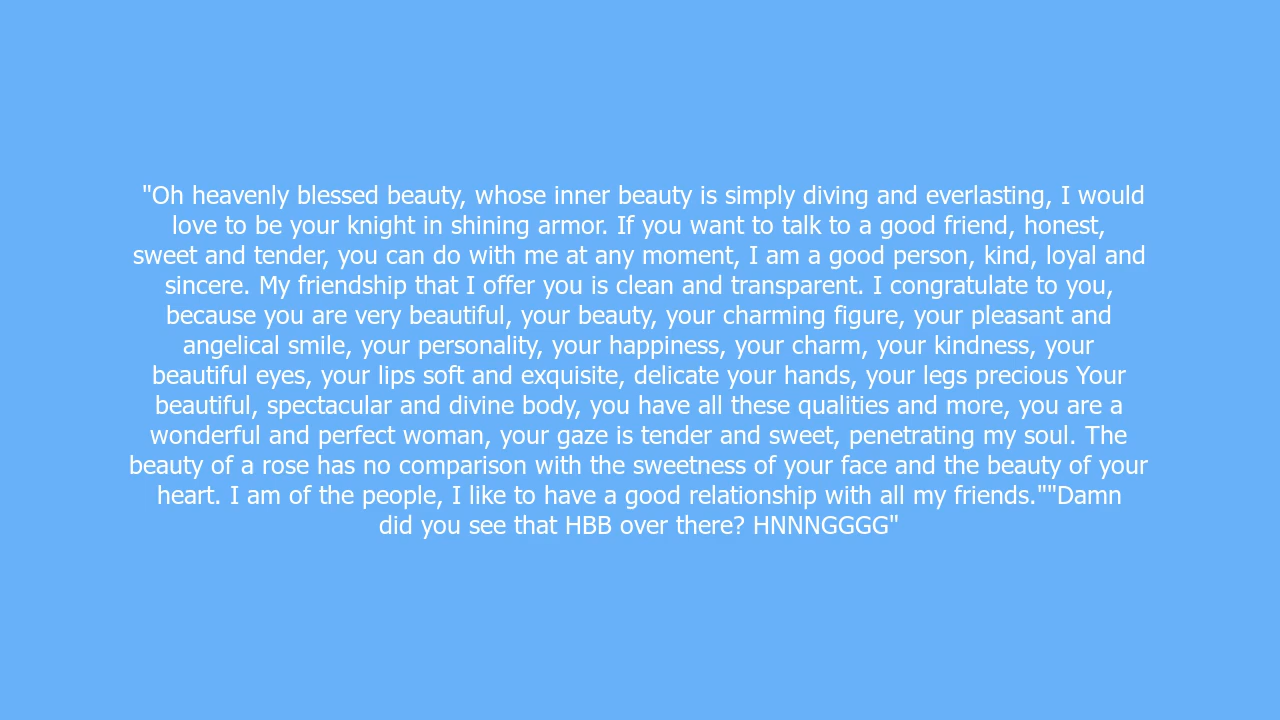 "Oh heavenly blessed beauty, whose inner beauty is simply diving and everlasting, I would
love to be your knight in shining armor. If you want to talk to a good friend, honest,
sweet and tender, you can do with me at any moment, I am a good person, kind, loyal and
sincere. My friendship that I offer you is clean and transparent. I congratulate to you,
because you are very beautiful, your beauty, your charming figure, your pleasant and
angelical smile, your personality, your happiness, your charm, your kindness, your
beautiful eyes, your lips soft and exquisite, delicate your hands, your legs precious Your
beautiful, spectacular and divine body, you have all these qualities and more, you are a
wonderful and perfect woman, your gaze is tender and sweet, penetrating my soul. The
beauty of a rose has no comparison with the sweetness of your face and the beauty of your
heart. I am of the people, I like to have a good relationship with all my friends.""Damn
did you see that HBB over there? HNNNGGGG"